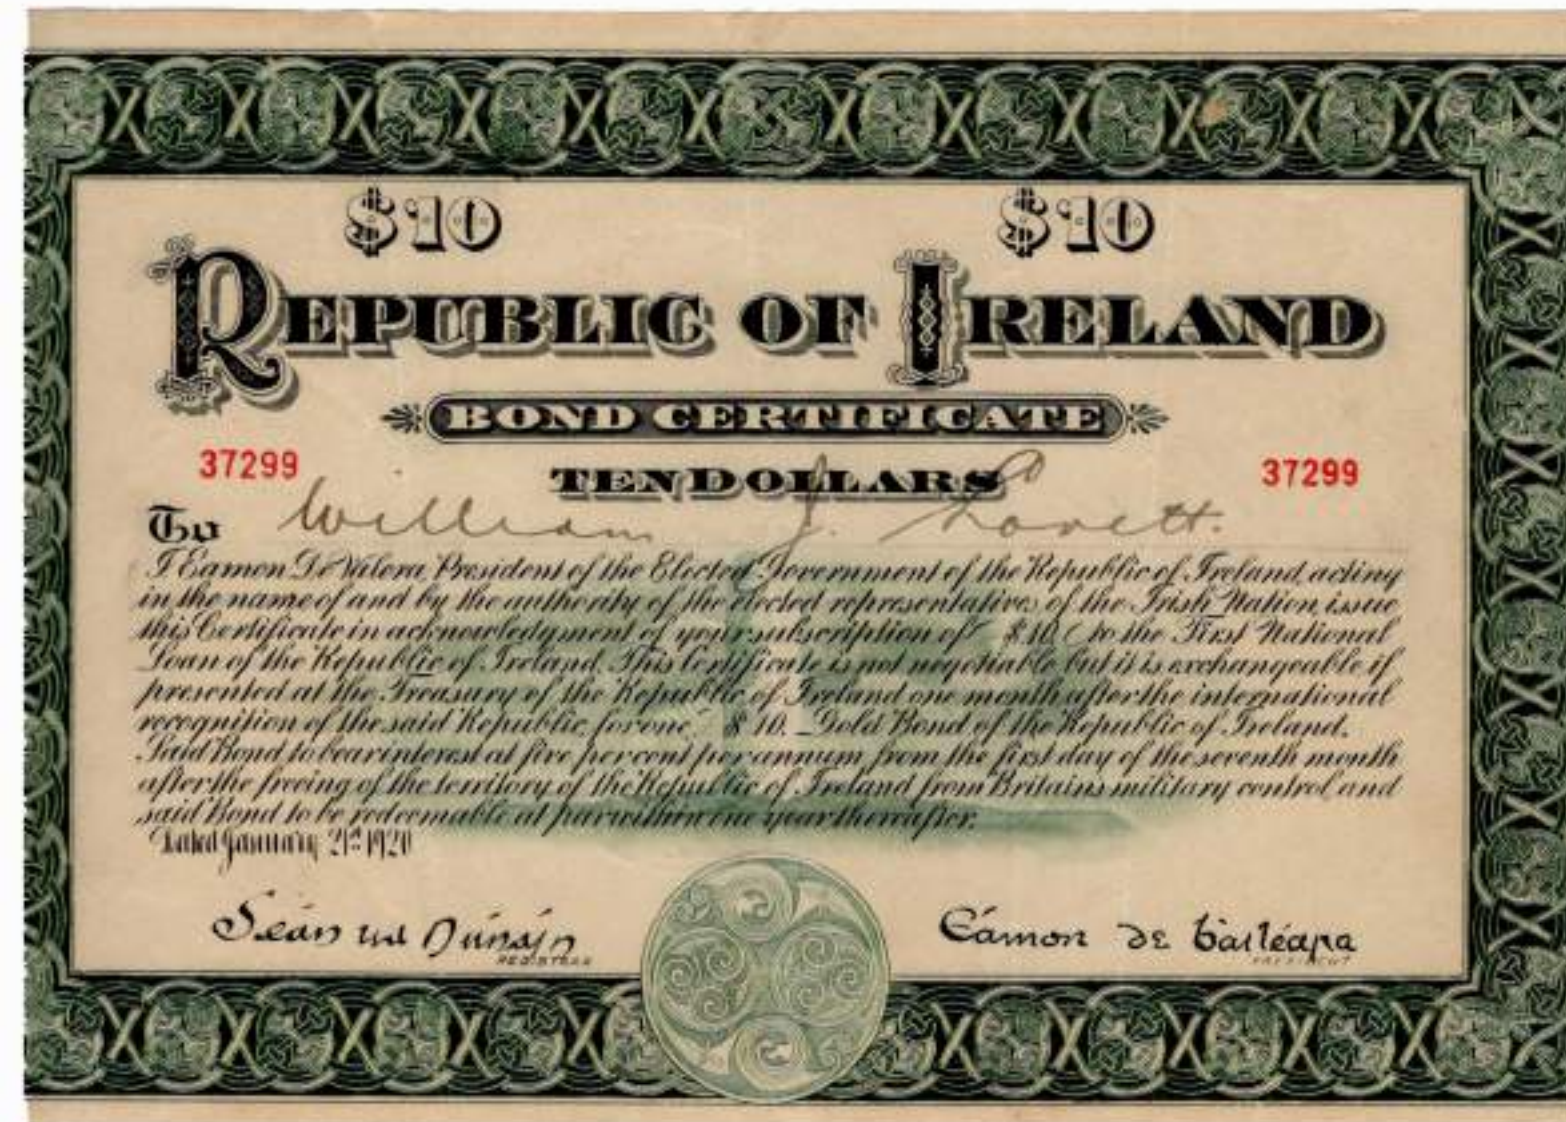 $10 $10
REPUBLIC OF IRELAND
BOND CERTIFICATE
37299 TEN DOLLARS 37299
To William J. Lovett.
I Eamon De Valera, President of the Elected Government of the Republic of Ireland, acting
in the name of and by the authority of the elected representatives of the Irish Nation, issue
this Certificate in acknowledgment of your subscription of $10. to the First National
Loan of the Republic of Ireland. This Certificate is not negotiable but it is exchangeable if
presented at the Treasury of the Republic of Ireland one month after the international
recognition of the said Republic, for one $10. Gold Bond of the Republic of Ireland.
Said Bond to bear interest at five per cent per annum from the first day of the seventh month
after the freeing of the territory of the Republic of Ireland from Britain's military control, and
said Bond to be redeemable at par within one year thereafter.
Dated January 21st 1920
Seán Éamon de Bailéara
REGISTRAR PRESIDENT